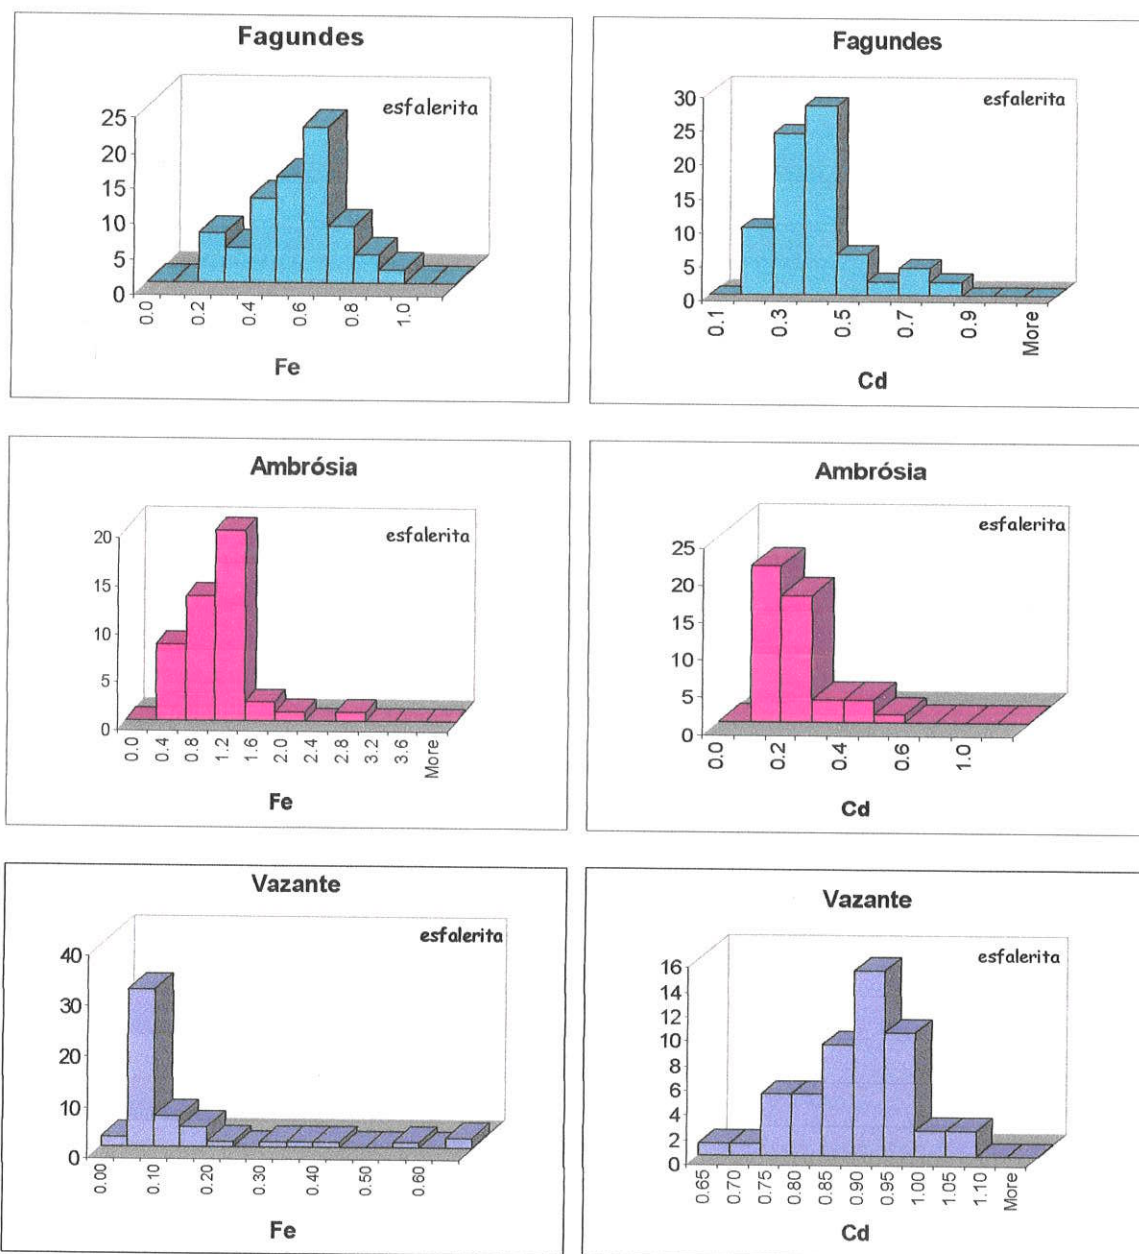 Fagundes
esfalerita
25
20
15
10
5
0
0.0 0.2 0.4 0.6 0.8 1.0
Fe
Fagundes
esfalerita
30
25
20
15
10
5
0
0.1 0.3 0.5 0.7 0.9 More
Cd
Ambrósia
esfalerita
20
15
10
5
0
0.0 0.4 0.8 1.2 1.6 2.0 2.4 2.8 3.2 3.6 More
Fe
Ambrósia
esfalerita
25
20
15
10
5
0
0.0 0.2 0.4 0.6 1.0
Cd
Vazante
esfalerita
40
30
20
10
0
0.00 0.10 0.20 0.30 0.40 0.50 0.60
Fe
Vazante
esfalerita
16
14
12
10
8
6
4
2
0
0.65 0.70 0.75 0.80 0.85 0.90 0.95 1.00 1.05 1.10 More
Cd